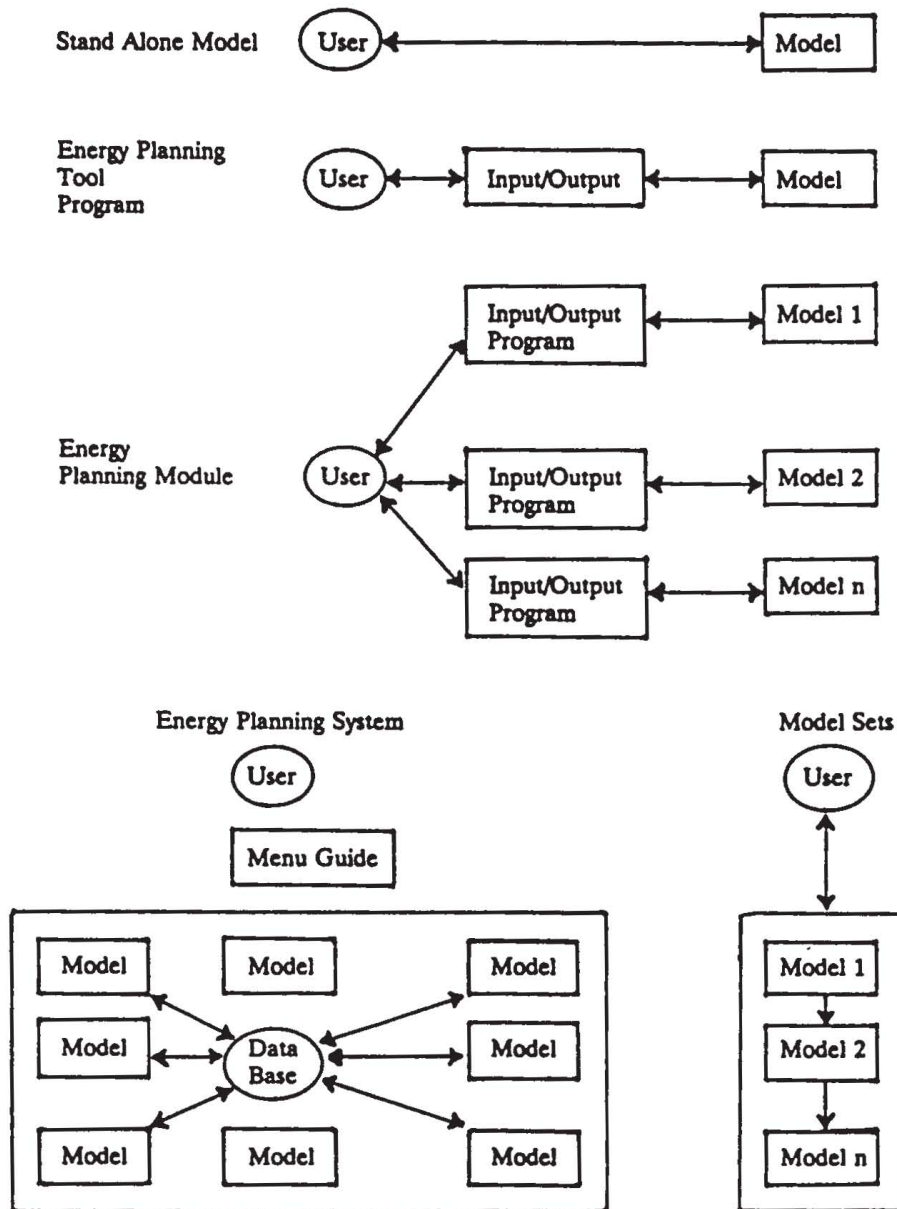 Stand Alone Model
User
Model
Energy Planning
Tool
Program
User
Input/Output
Model
Input/Output
Program
Model 1
Energy
Planning Module
User
Input/Output
Program
Model 2
Input/Output
Program
Model n
Energy Planning System
User
Menu Guide
Model
Model
Model
Model
Data
Base
Model
Model
Model
Model
Model Sets
User
Model 1
Model 2
Model n